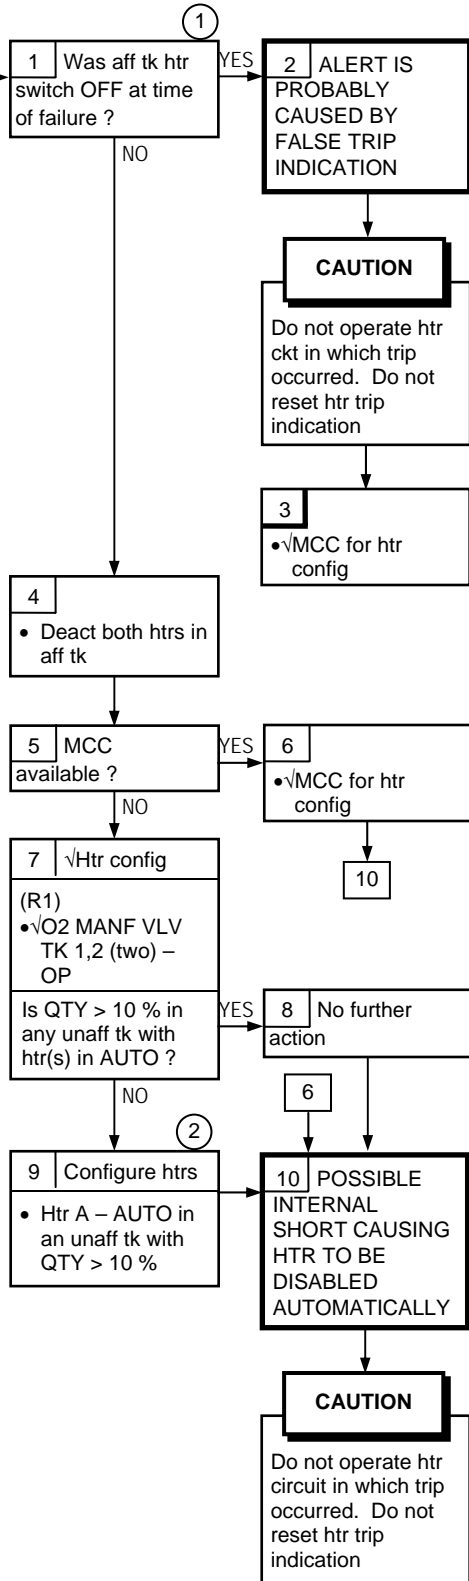 1
1 Was aff tk htr
switch OFF at time
of failure ?
YES
NO
2 ALERT IS
PROBABLY
CAUSED BY
FALSE TRIP
INDICATION
CAUTION
Do not operate htr
ckt in which trip
occurred. Do not
reset htr trip
indication
3
•√MCC for htr
config
4
• Deact both htrs in
aff tk
5 MCC
available ?
YES
NO
6
•√MCC for htr
config
10
7 √Htr config
(R1)
•√O2 MANF VLV
TK 1,2 (two) –
OP
Is QTY > 10 % in
any unaff tk with
htr(s) in AUTO ?
YES
NO
8 No further
action
6
2
9 Configure htrs
• Htr A – AUTO in
an unaff tk with
QTY > 10 %
10 POSSIBLE
INTERNAL
SHORT CAUSING
HTR TO BE
DISABLED
AUTOMATICALLY
CAUTION
Do not operate htr
circuit in which trip
occurred. Do not
reset htr trip
indication